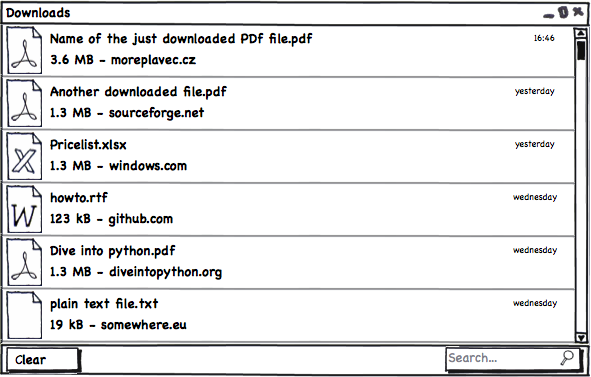 Downloads
Name of the just downloaded PDf file.pdf
16:46
3.6 MB - moreplavec.cz
Another downloaded file.pdf
yesterday
1.3 MB - sourceforge.net
Pricelist.xlsx
yesterday
1.3 MB - windows.com
howto.rtf
wednesday
123 kB - github.com
Dive into python.pdf
wednesday
1.3 MB - diveintopython.org
plain text file.txt
wednesday
19 kB - somewhere.eu
Clear
Search...